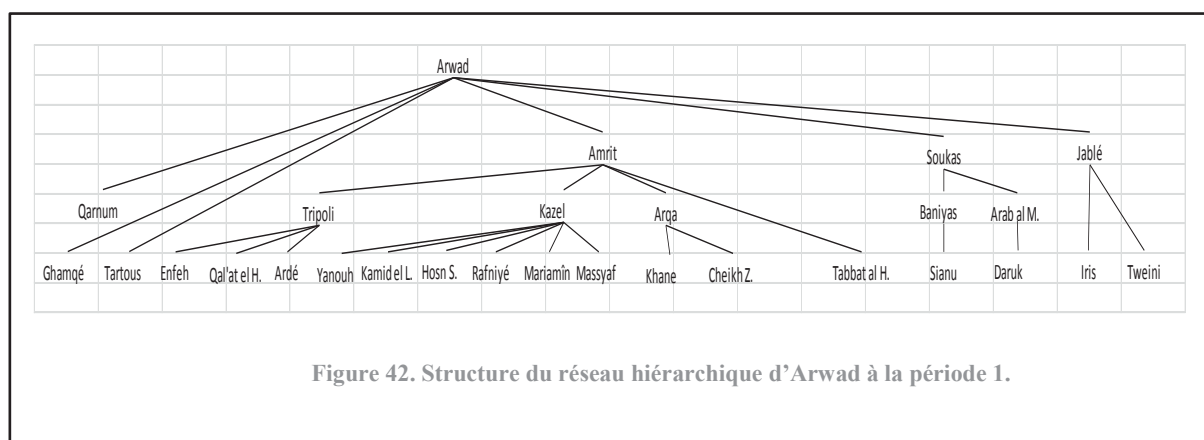 Arwad
Amrit Soukas Jablé
Qarnum Tripoli Kazel Arqa Baniyas Arab al M.
Ghamqé Tartous Enfeh Qal'at el H. Ardé Yanouh Kamid el L. Hosn S. Rafniyé Mariamîn Massyaf Khane Cheikh Z. Tabbat al H. Sianu Daruk Iris Tweini
Figure 42. Structure du réseau hiérarchique d’Arwad à la période 1.